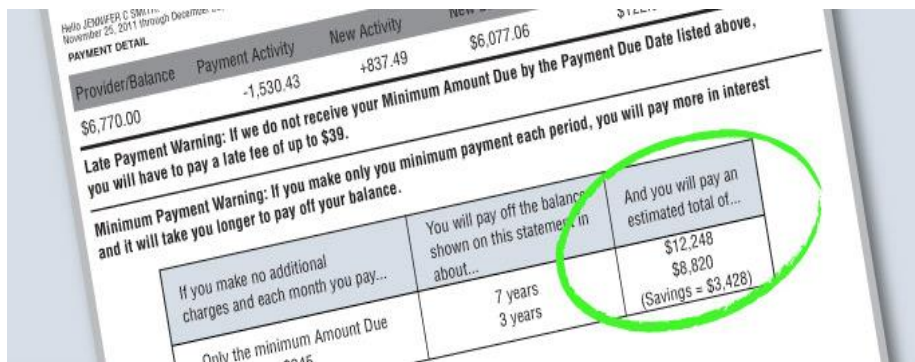 Hello JENNIFER C SMITH
November 25, 2011 through December
PAYMENT DETAIL
Provider/Balance Payment Activity New Activity
$6,770.00 -1,530.43 +837.49 $6,077.06
Late Payment Warning: If we do not receive your Minimum Amount Due by the Payment Due Date listed above,
you will have to pay a late fee of up to $39.
Minimum Payment Warning: If you make only you minimum payment each period, you will pay more in interest
and it will take you longer to pay off your balance.
If you make no additional
charges and each month you pay...
You will pay off the balance
shown on this statement in
about...
And you will pay an
estimated total of...
Only the minimum Amount Due
7 years
3 years
$12,248
$8,820
(Savings = $3,428)